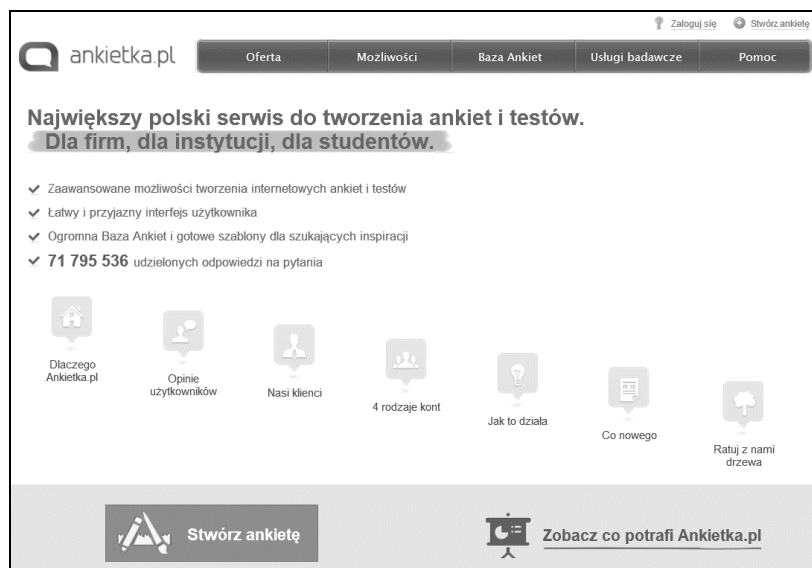 Zaloguj się Stwórz ankietę
ankietka.pl Oferta Możliwości Baza Ankiet Usługi badawcze Pomoc
Największy polski serwis do tworzenia ankiet i testów.
Dla firm, dla instytucji, dla studentów.
Zaawansowane możliwości tworzenia internetowych ankiet i testów
Łatwy i przyjazny interfejs użytkownika
Ogromna Baza Ankiet i gotowe szablony dla szukających inspiracji
71 795 536 udzielonych odpowiedzi na pytania
Dlaczego
Ankietka.pl
Opinie
użytkowników
Nasi klienci
4 rodzaje kont
Jak to działa
Co nowego
Ratuj z nami
drzewa
Stwórz ankietę
Zobacz co potrafi Ankietka.pl